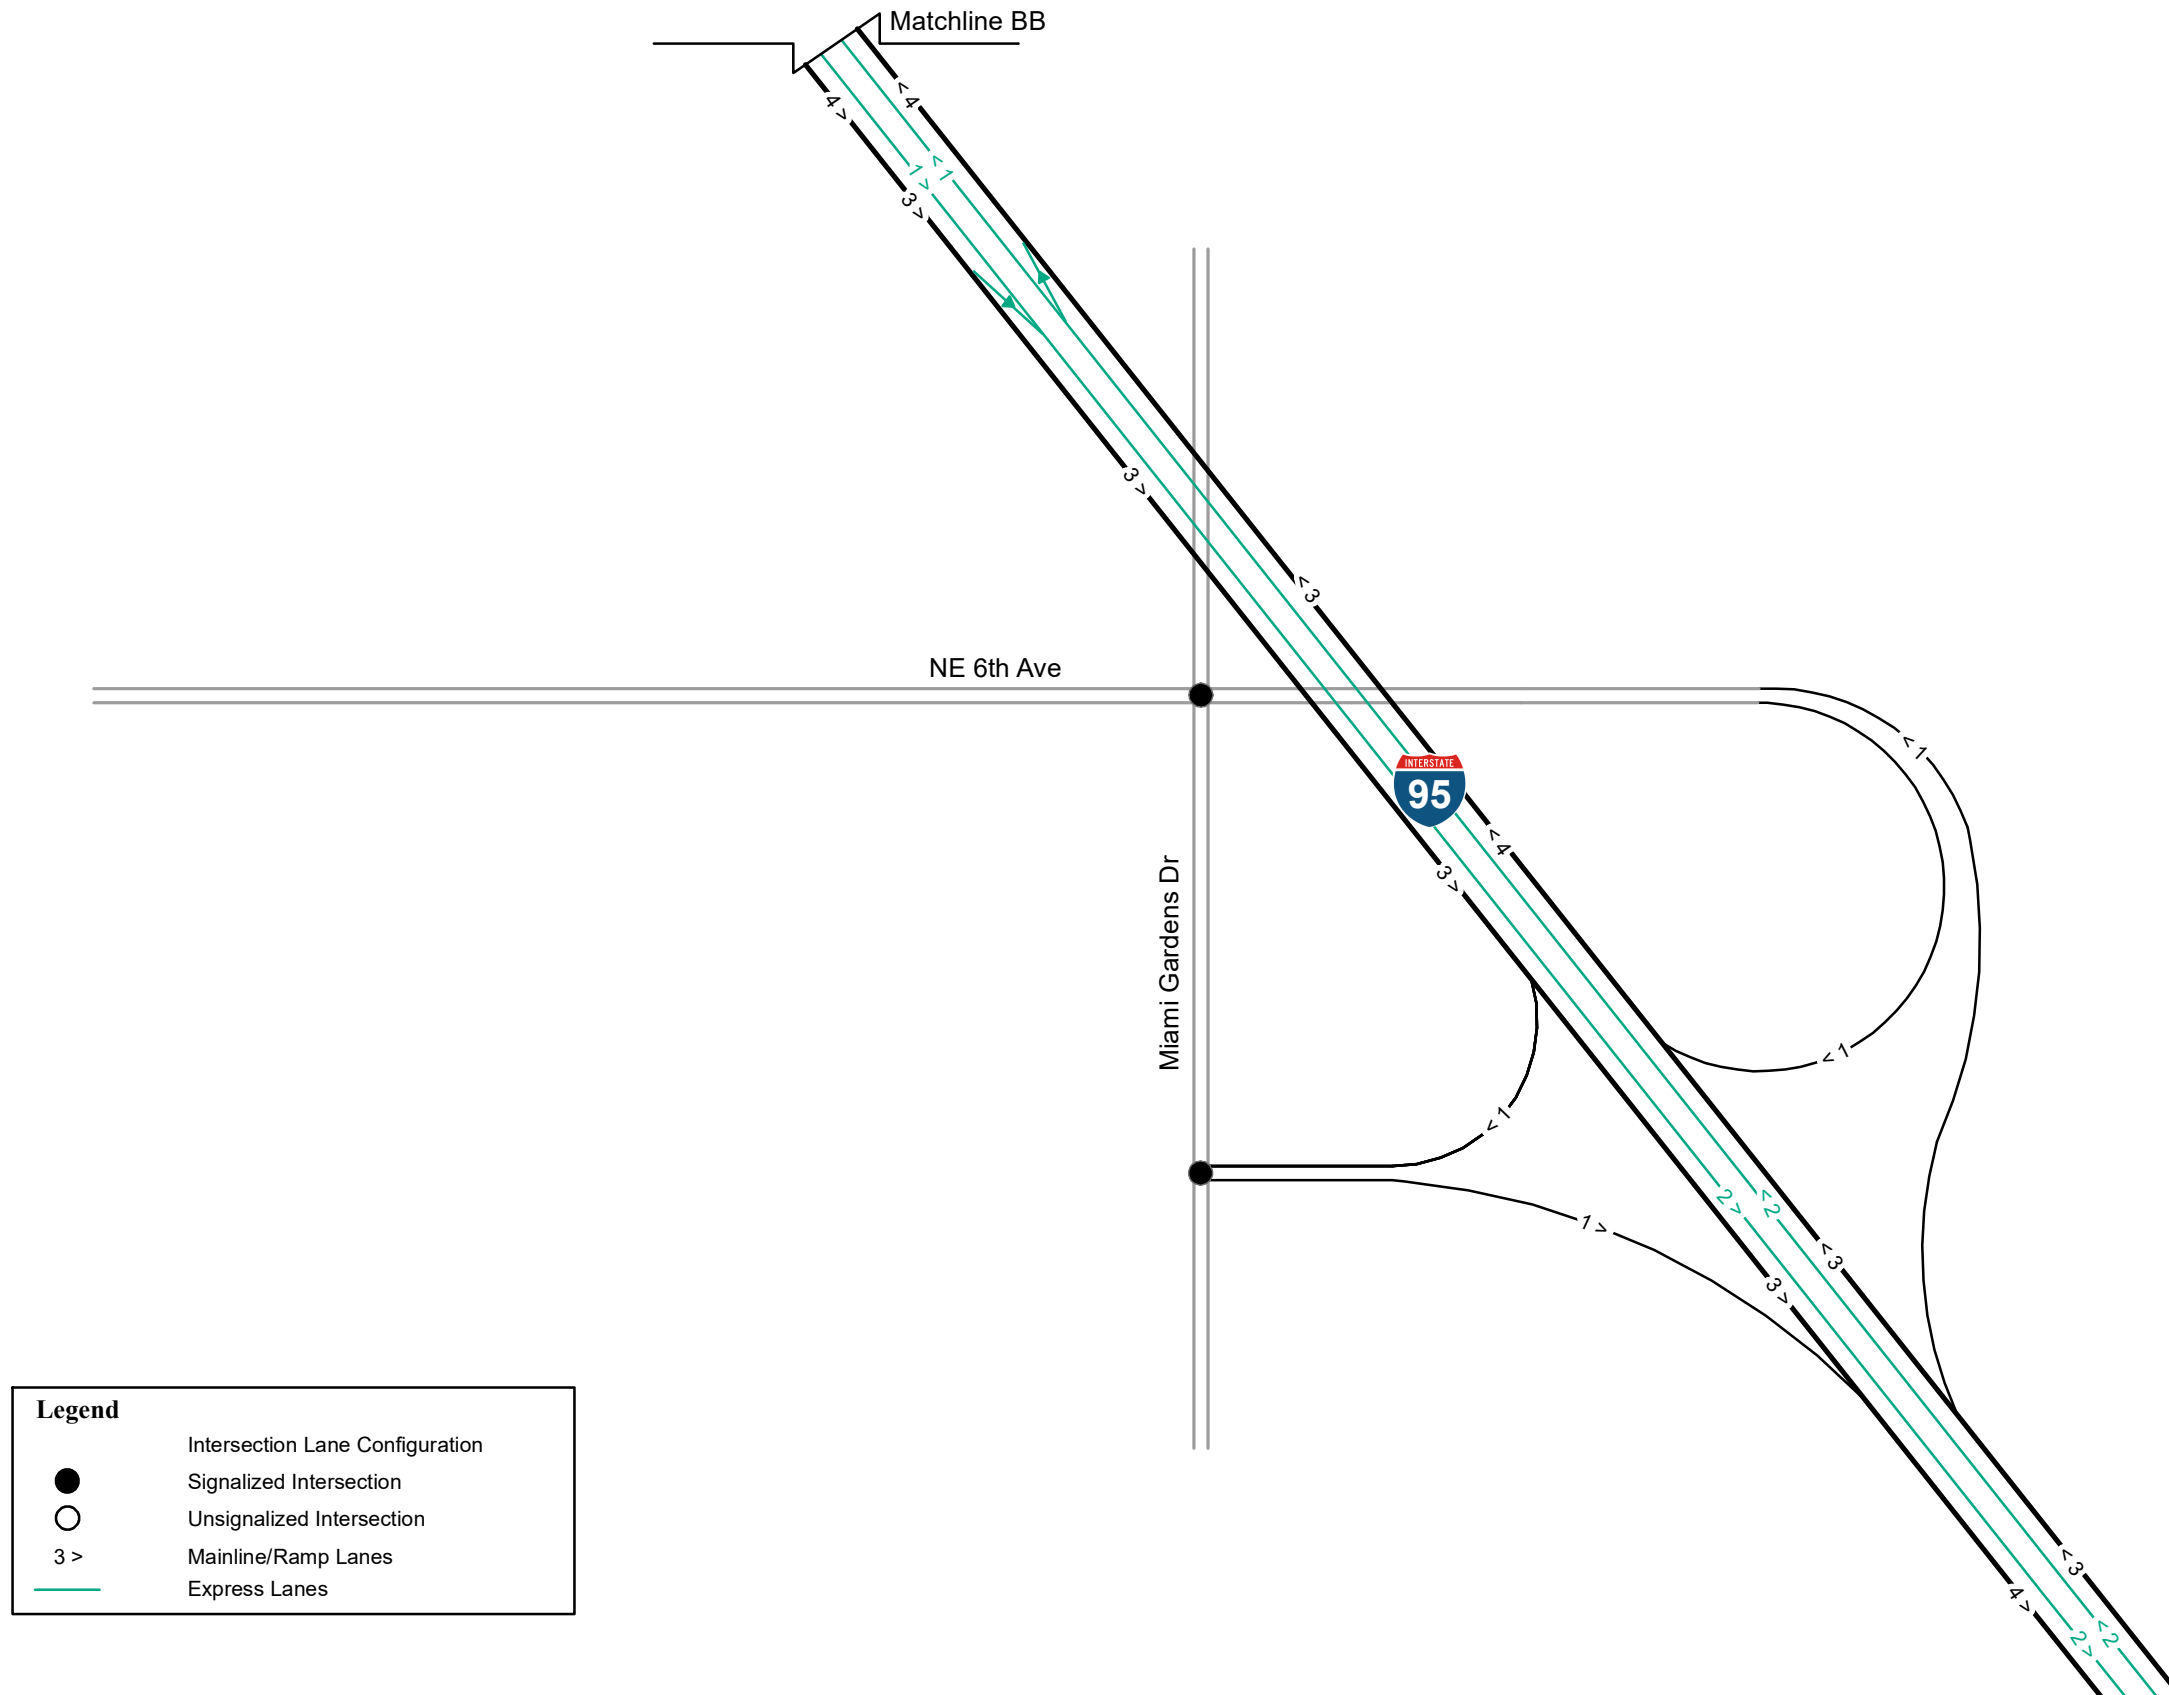 Matchline BB
4 >
< 4
1 >
< 1
3 >
3 >
< 3
NE 6th Ave
< 1
INTERSTATE
95
< 4
3 >
Miami Gardens Dr
< 1
< 1
1 >
2 >
< 2
< 3
3 >
Legend
Intersection Lane Configuration
Signalized Intersection
Unsignalized Intersection
3 > Mainline/Ramp Lanes
Express Lanes
< 3
4 >
< 2
2 >